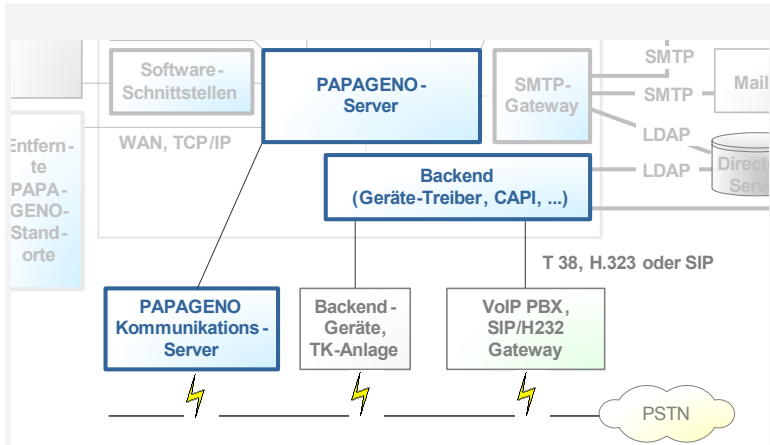 Software-
Schnittstellen
PAPAGENO-
Server
SMTP-
Gateway
SMTP
SMTP
Mail
LDAP
LDAP
WAN, TCP/IP
Entfern-
te
PAPA-
GENO-
Stand-
orte
Backend
(Geräte-Treiber, CAPI, ...)
T 38, H.323 oder SIP
PAPAGENO
Kommunikations-
Server
Backend-
Geräte,
TK-Anlage
VoIP PBX,
SIP/H232
Gateway
PSTN